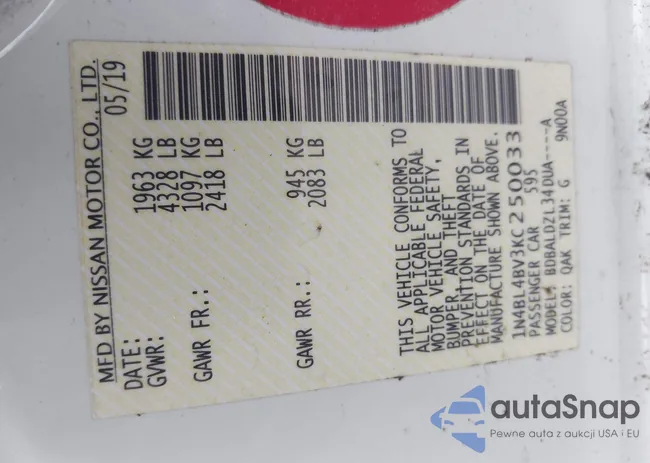 MFD BY NISSAN MOTOR CO., LTD.
DATE: 05/19
GVWR: 1963 KG
4328 LB
GAWR FR.: 1097 KG
2418 LB
GAWR RR.: 945 KG
2083 LB
THIS VEHICLE CONFORMS TO
ALL APPLICABLE FEDERAL
MOTOR VEHICLE SAFETY,
BUMPER, AND THEFT
PREVENTION STANDARDS IN
EFFECT ON THE DATE OF
MANUFACTURE SHOWN ABOVE.
1N4BL4BV3KC250033
PASSENGER CAR 595
MODEL: BDBALDZL34DUA----A
COLOR: QAK TRIM: G 9N00A
autaSnap
Pewne auta z aukcji USA i EU